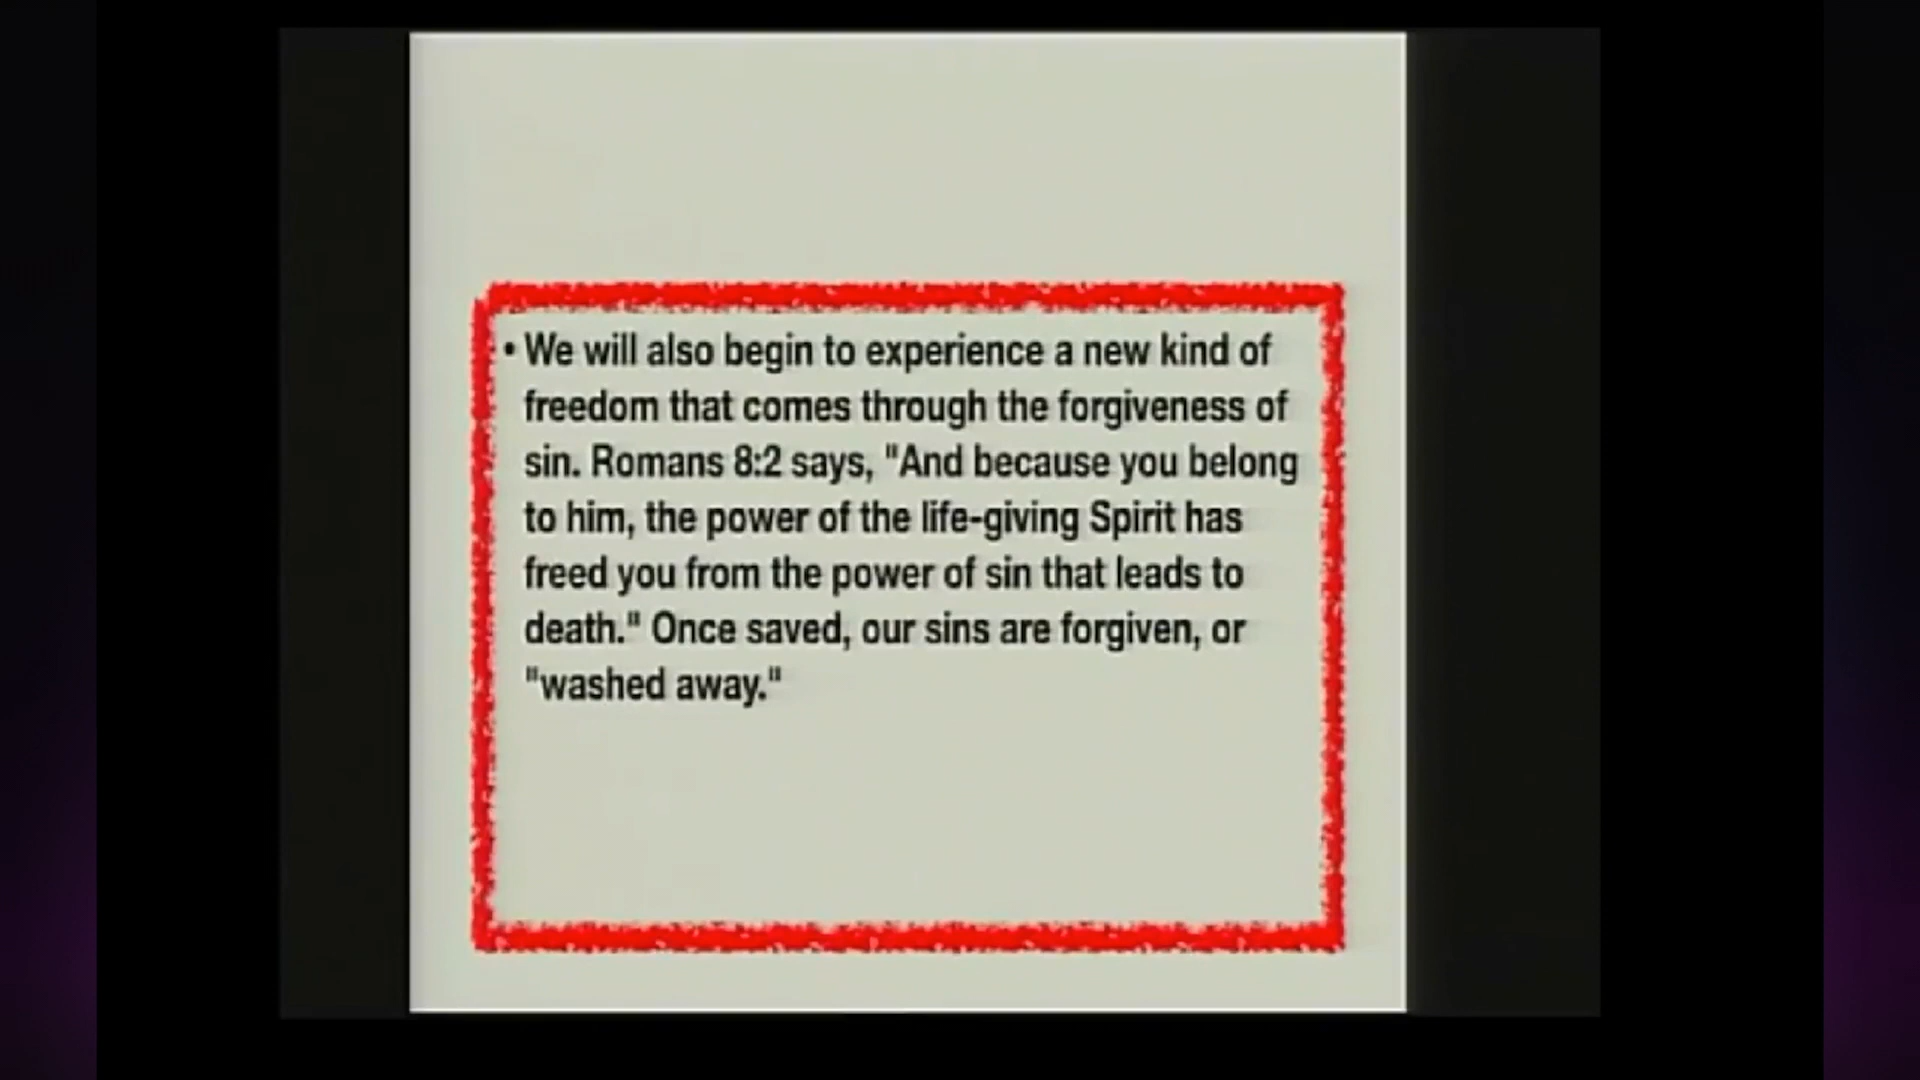 • We will also begin to experience a new kind of
freedom that comes through the forgiveness of
sin. Romans 8:2 says, "And because you belong
to him, the power of the life-giving Spirit has
freed you from the power of sin that leads to
death." Once saved, our sins are forgiven, or
"washed away."